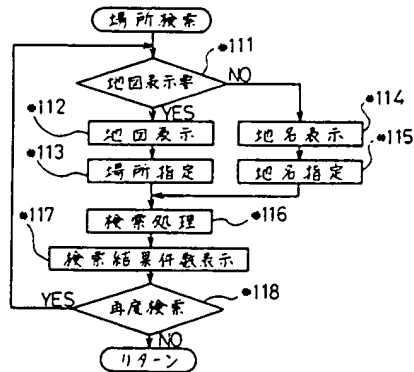 場所検索
*111
地図表示要
NO
YES
*112
地図表示
*114
地名表示
*113
場所指定
*115
地名指定
検索処理
*116
*117
検索結果件数表示
YES
再度検索
*118
NO
リターン